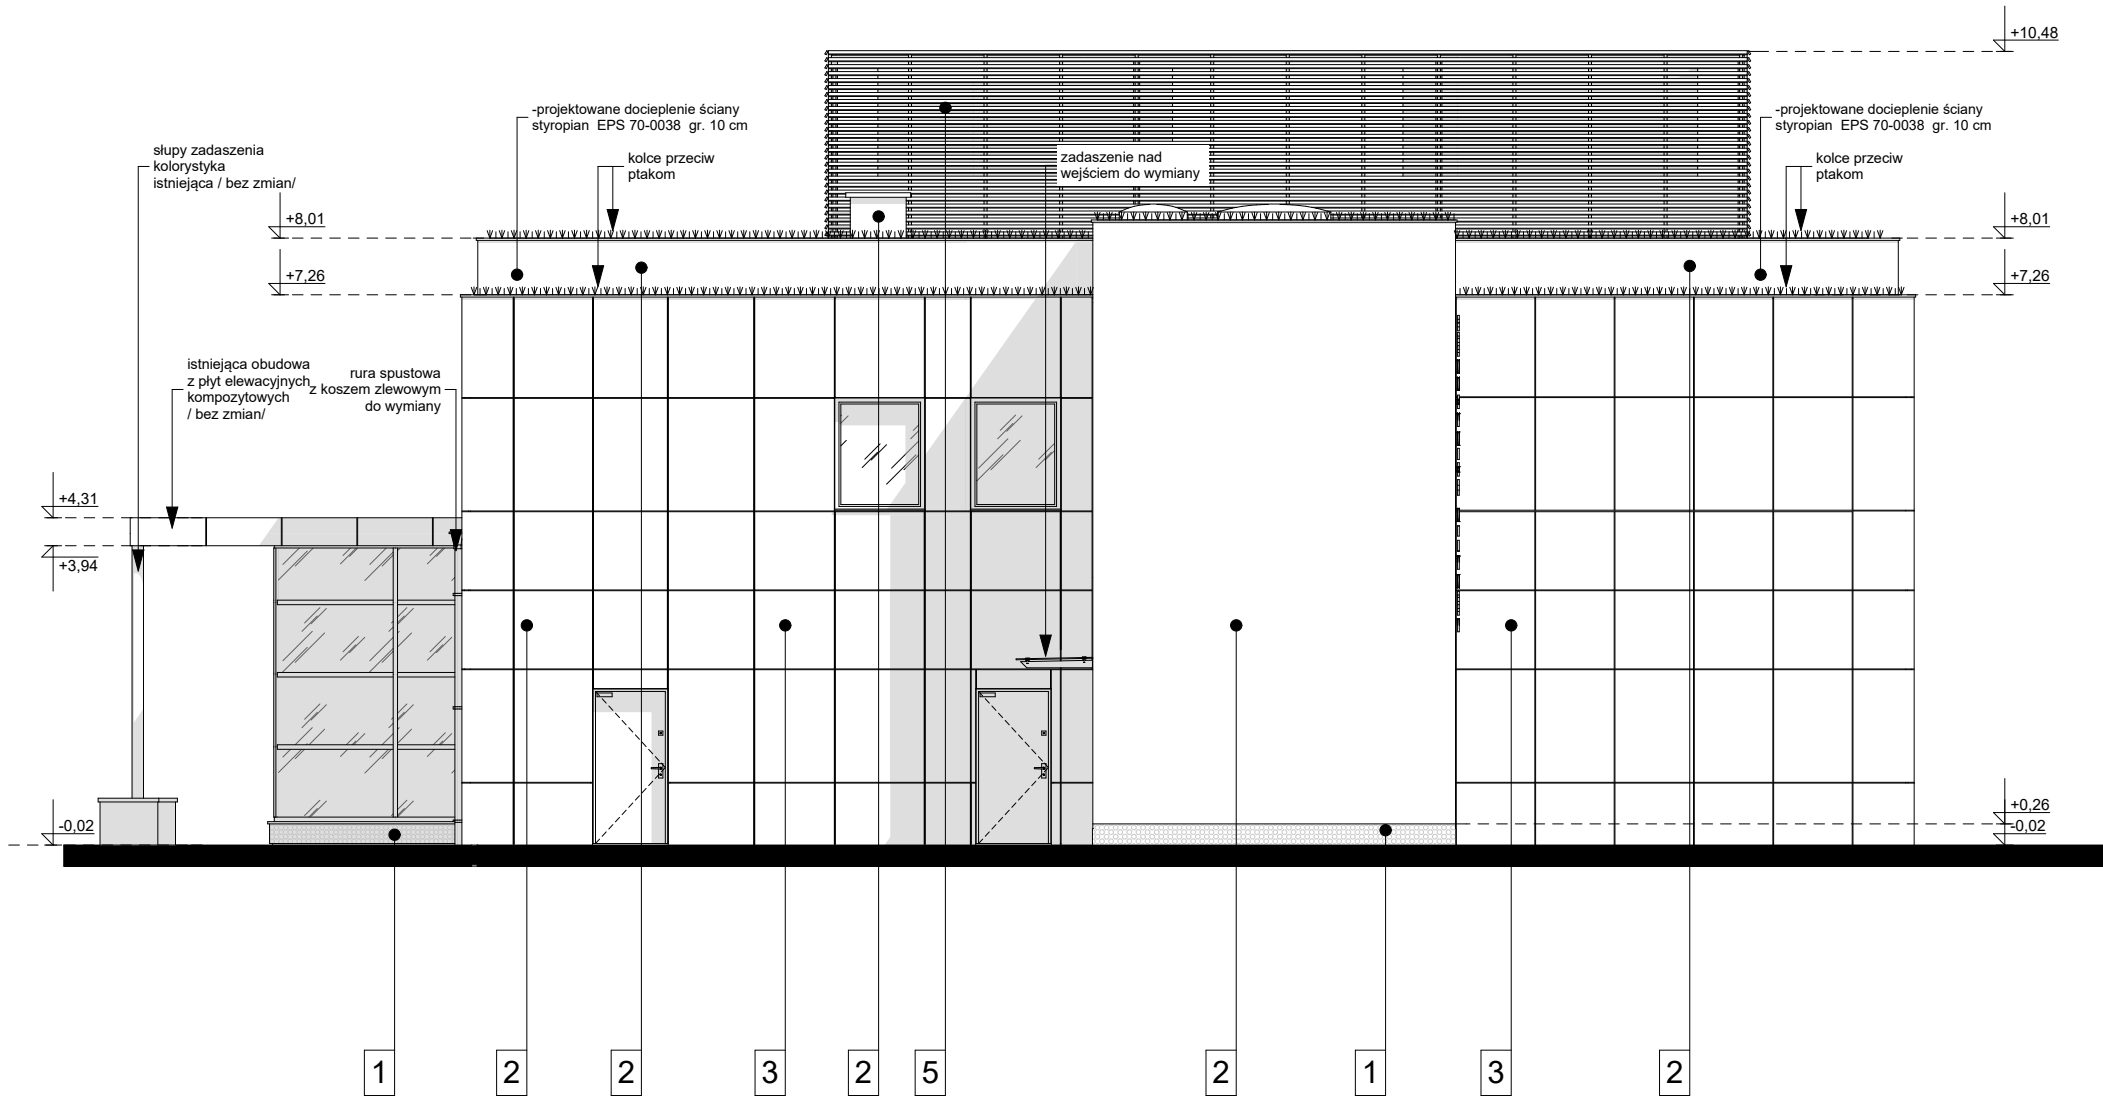 +10,48
-projektowane docieplenie ściany
styropian EPS 70-0038 gr. 10 cm
-projektowane docieplenie ściany
styropian EPS 70-0038 gr. 10 cm
słupy zadaszenia
kolorystyka
istniejąca / bez zmian/
kolce przeciw
ptakom
zadaszenie nad
wejściem do wymiany
kolce przeciw
ptakom
+8,01
+8,01
+7,26
+7,26
istniejąca obudowa
z płyt elewacyjnych
kompozytowych
/ bez zmian/
rura spustowa
z koszem zlewowym
do wymiany
+4,31
+3,94
-0,02
+0,26
-0,02
1
2
2
3
2
5
2
1
3
2